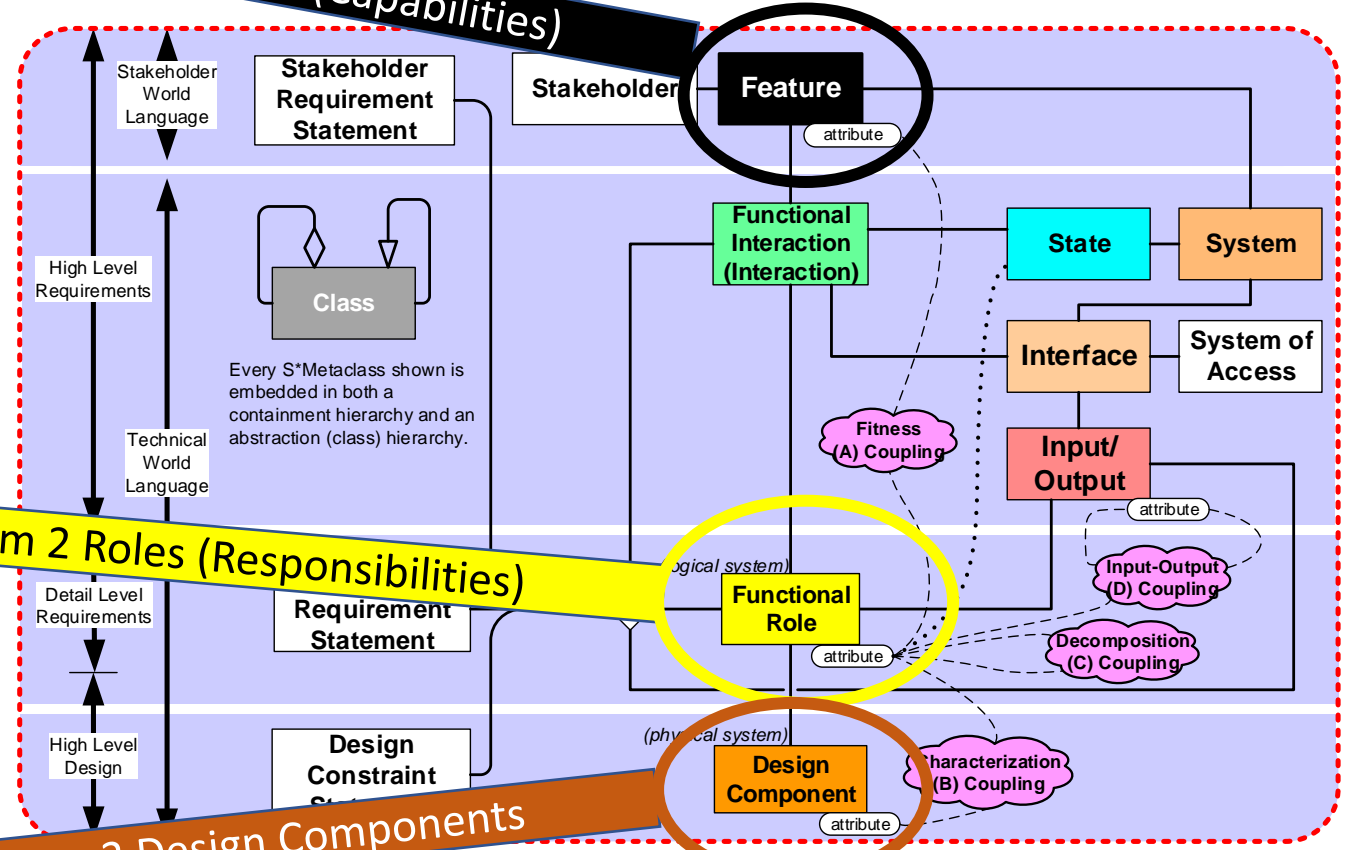 (Capabilities)
Stakeholder
World
Language
Stakeholder
Requirement
Statement
Stakeholder
Feature
attribute
Functional
Interaction
(Interaction)
State
System
High Level
Requirements
Class
Interface
System of
Access
Every S*Metaclass shown is
embedded in both a
containment hierarchy and an
abstraction (class) hierarchy.
Technical
World
Language
Fitness
(A) Coupling
Input/
Output
attribute
m 2 Roles (Responsibilities)
ogical system)
Input-Output
(D) Coupling
Detail Level
Requirements
Requirement
Statement
Functional
Role
attribute
Decomposition
(C) Coupling
High Level
Design
Design
Constraint
(physical system)
Design
Component
attribute
Characterization
(B) Coupling
2 Design Components